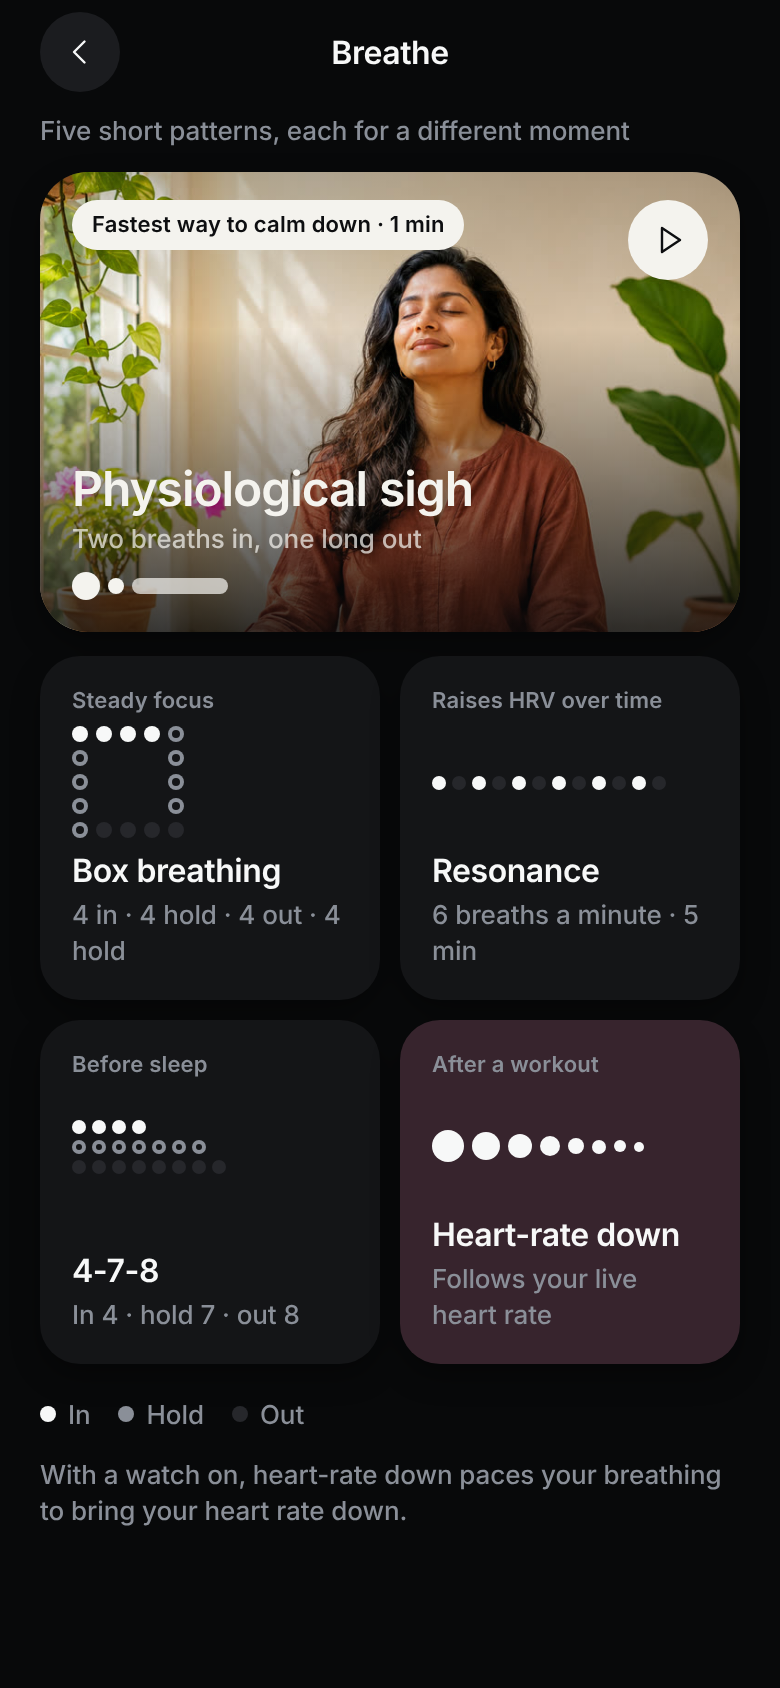 Breathe
Five short patterns, each for a different moment
Fastest way to calm down · 1 min
Physiological sigh
Two breaths in, one long out
Steady focus
Box breathing
4 in · 4 hold · 4 out · 4
hold
Raises HRV over time
Resonance
6 breaths a minute · 5
min
Before sleep
4-7-8
In 4 · hold 7 · out 8
After a workout
Heart-rate down
Follows your live
heart rate
In Hold Out
With a watch on, heart-rate down paces your breathing
to bring your heart rate down.